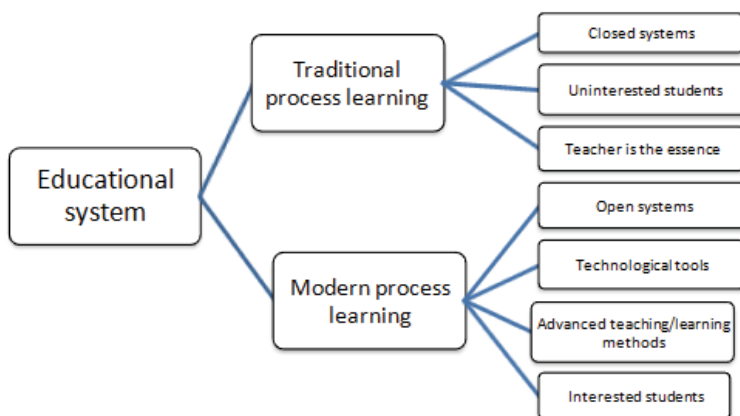 Educational
system
Traditional
process learning
Closed systems
Uninterested students
Teacher is the essence
Modern process
learning
Open systems
Technological tools
Advanced teaching/learning
methods
Interested students